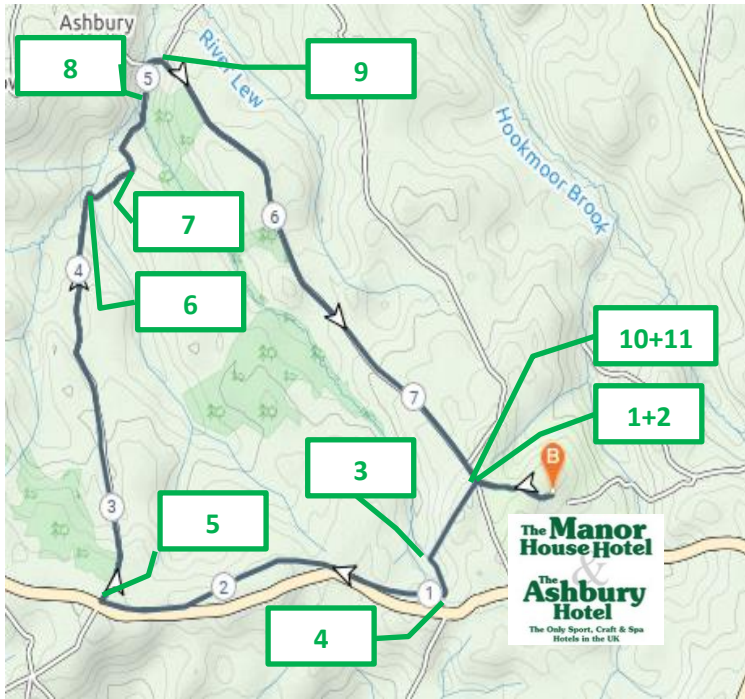 Ashbury
8
5
9
River Lew
Hookmoor Brook
7
6
6
4
10+11
1+2
7
3
B
3
5
2
1
4
The Manor
House Hotel
&
The
Ashbury
Hotel
The Only Sport, Craft & Spa
Hotels in the UK